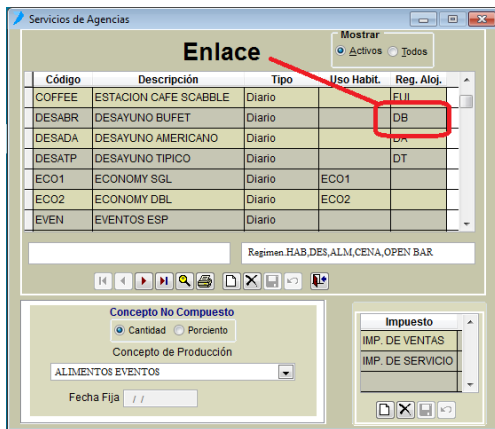 Servicios de Agencias
Enlace
Mostrar
Activos Todos
Código Descripción Tipo Uso Habit. Reg. Aloj.
COFFEE ESTACION CAFE SCABBLE Diario FUI
DESABR DESAYUNO BUFET Diario DB
DESADA DESAYUNO AMERICANO Diario DA
DESATP DESAYUNO TIPICO Diario DT
ECO1 ECONOMY SGL Diario ECO1
ECO2 ECONOMY DBL Diario ECO2
EVEN EVENTOS ESP Diario
Regimen.HAB,DES,ALM,CENA,OPEN BAR
Concepto No Compuesto
Cantidad Porciento
Concepto de Producción
ALIMENTOS EVENTOS
Fecha Fija / /
Impuesto
IMP. DE VENTAS
IMP. DE SERVICIO